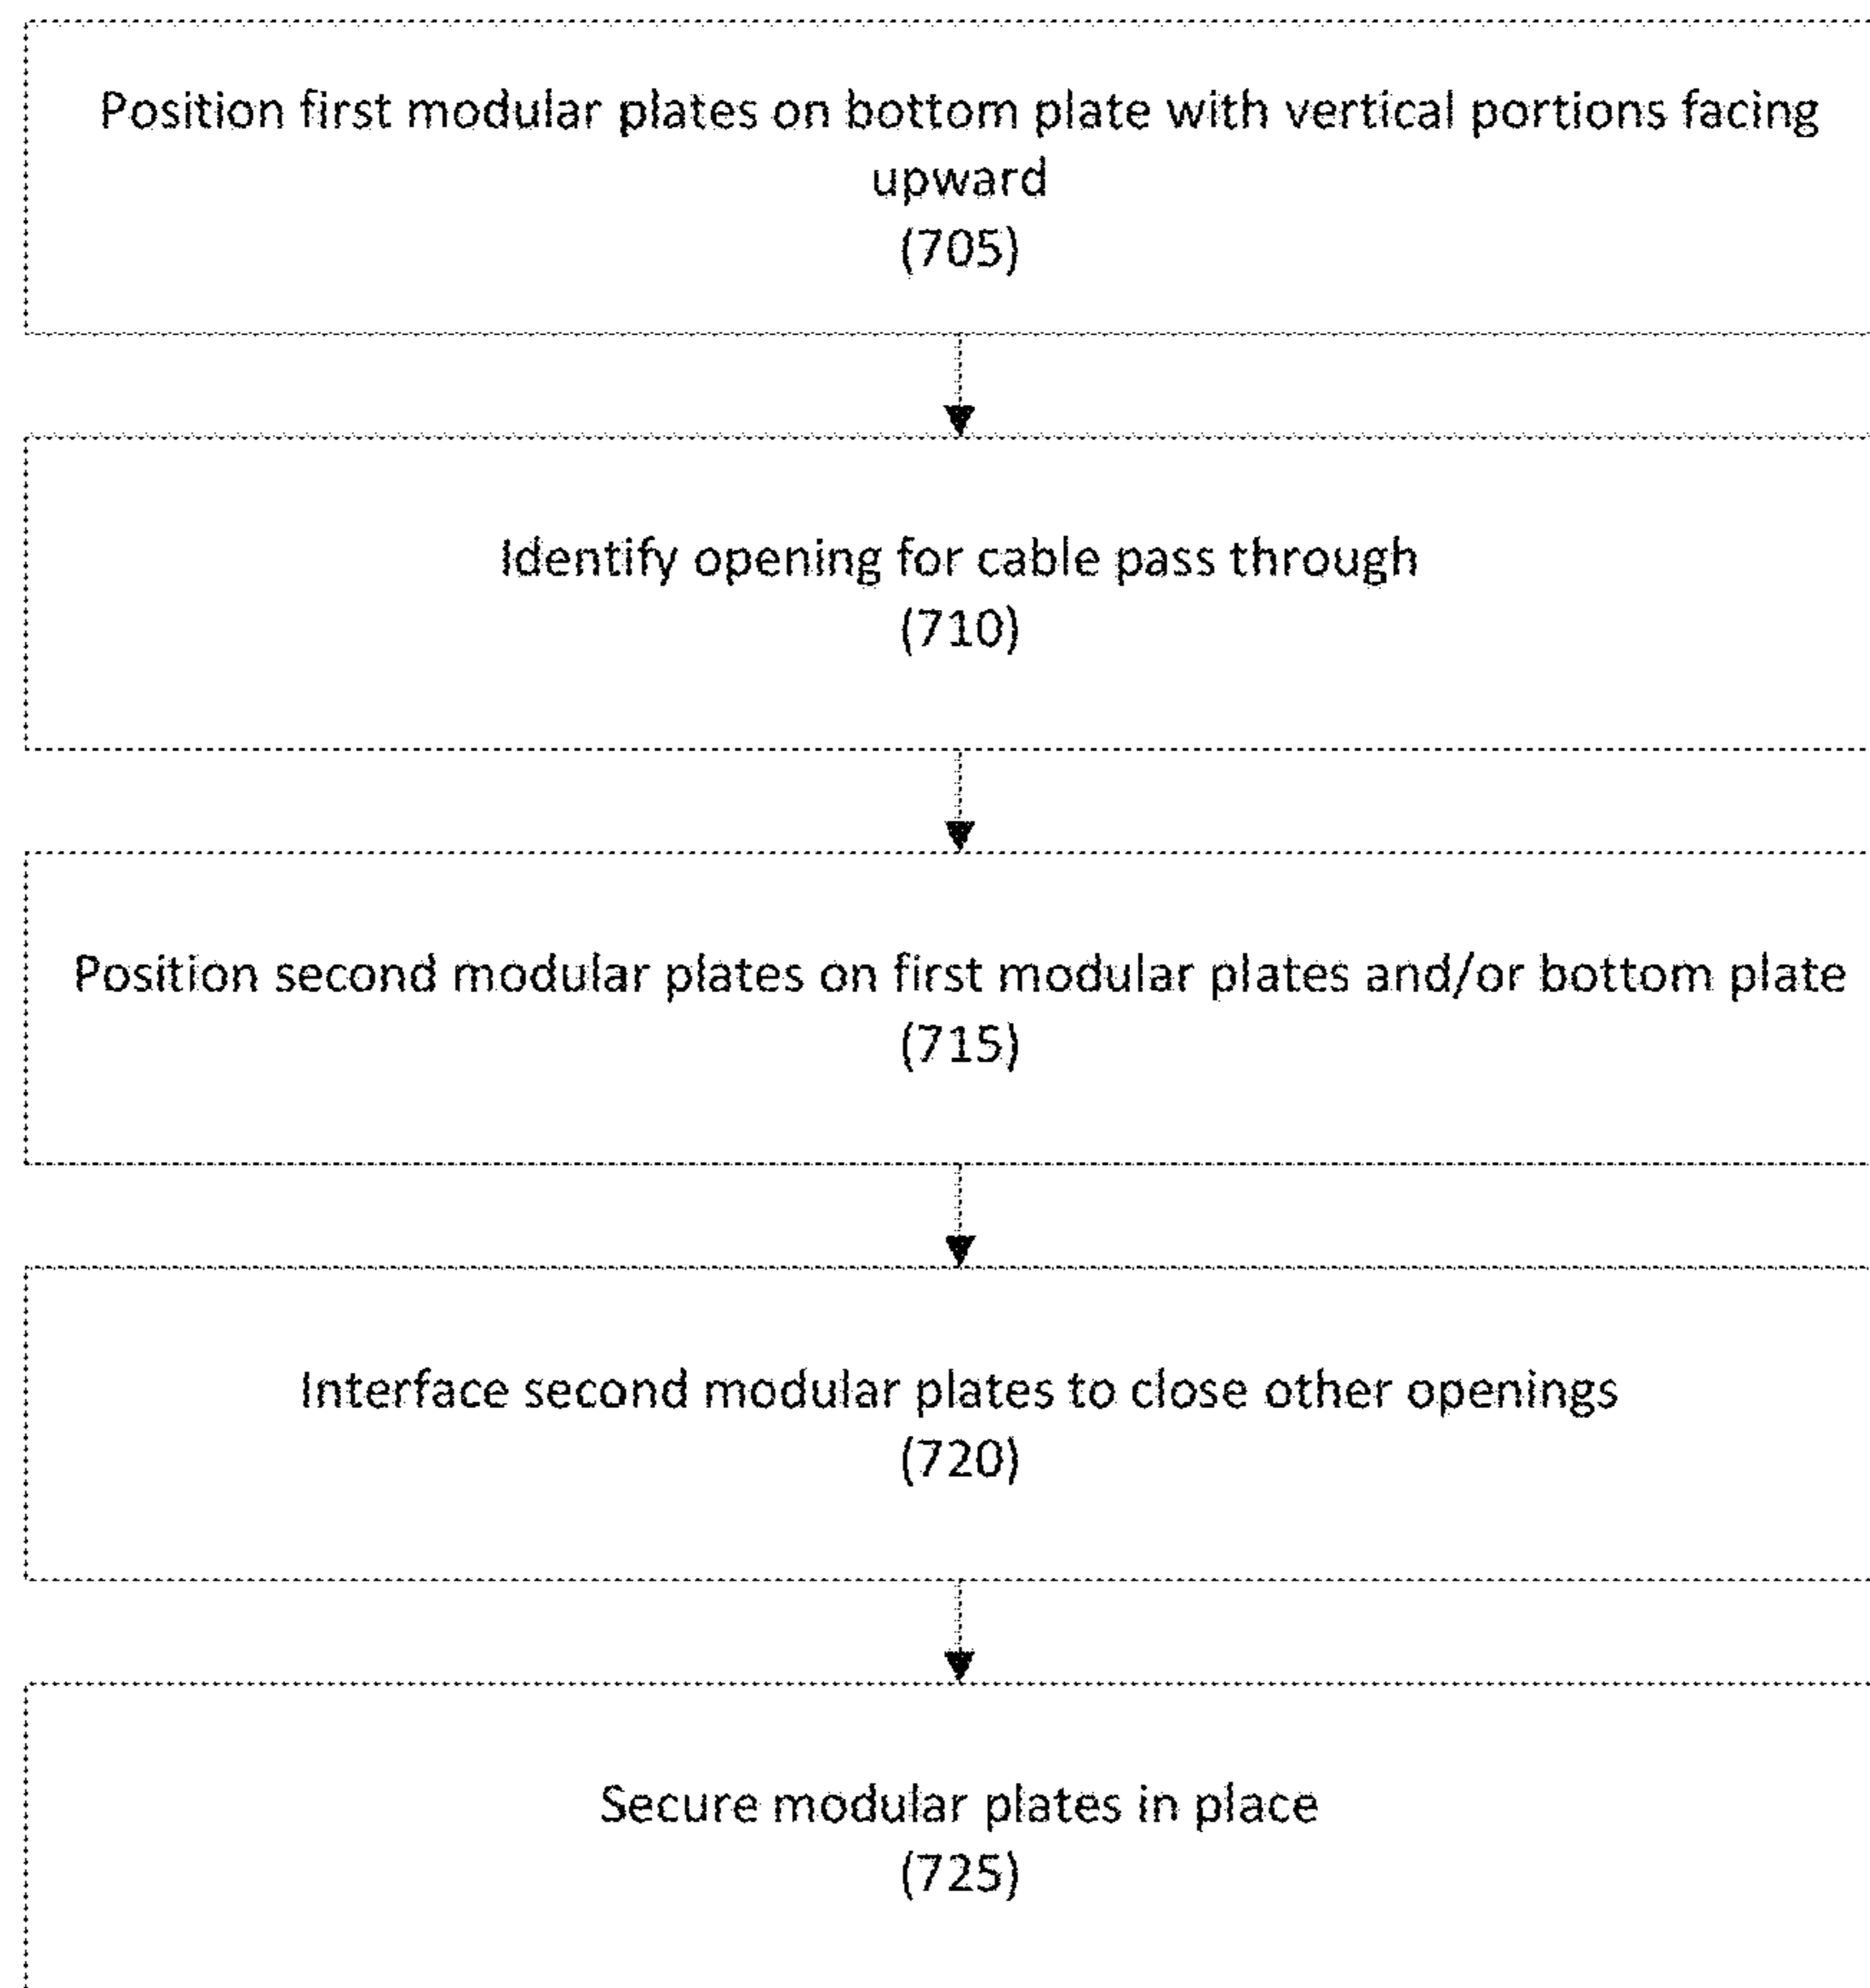 Position first modular plates on bottom plate with vertical portions facing
upward
(705)
Identify opening for cable pass through
(710)
Position second modular plates on first modular plates and/or bottom plate
(715)
Interface second modular plates to close other openings
(720)
Secure modular plates in place
(725)